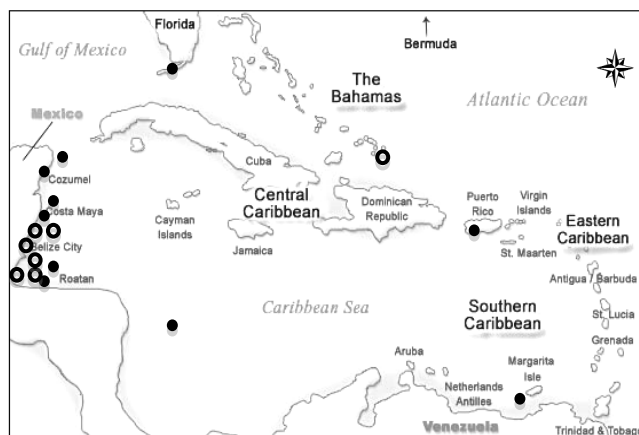 Florida
Bermuda
Gulf of Mexico
The
Bahamas
Atlantic Ocean
Mexico
Cuba
Cozumel
Central
Caribbean
Dominican
Republic
Puerto
Rico
Virgin
Islands
Costa Maya
Cayman
Islands
Jamaica
Eastern
Caribbean
St. Maarten
Belize City
Roatan
Antigua / Barbuda
Caribbean Sea
Southern
Caribbean
St. Lucia
Grenada
Aruba
Margarita
Isle
Netherlands
Antilles
Venezuela
Trinidad & Tobago